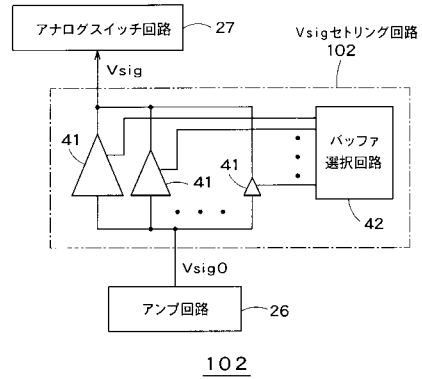 アナログスイッチ回路
27
Vsigセトリング回路
102
Vsig
41
41
41
バッファ
選択回路
42
Vsig0
アンプ回路
26
102